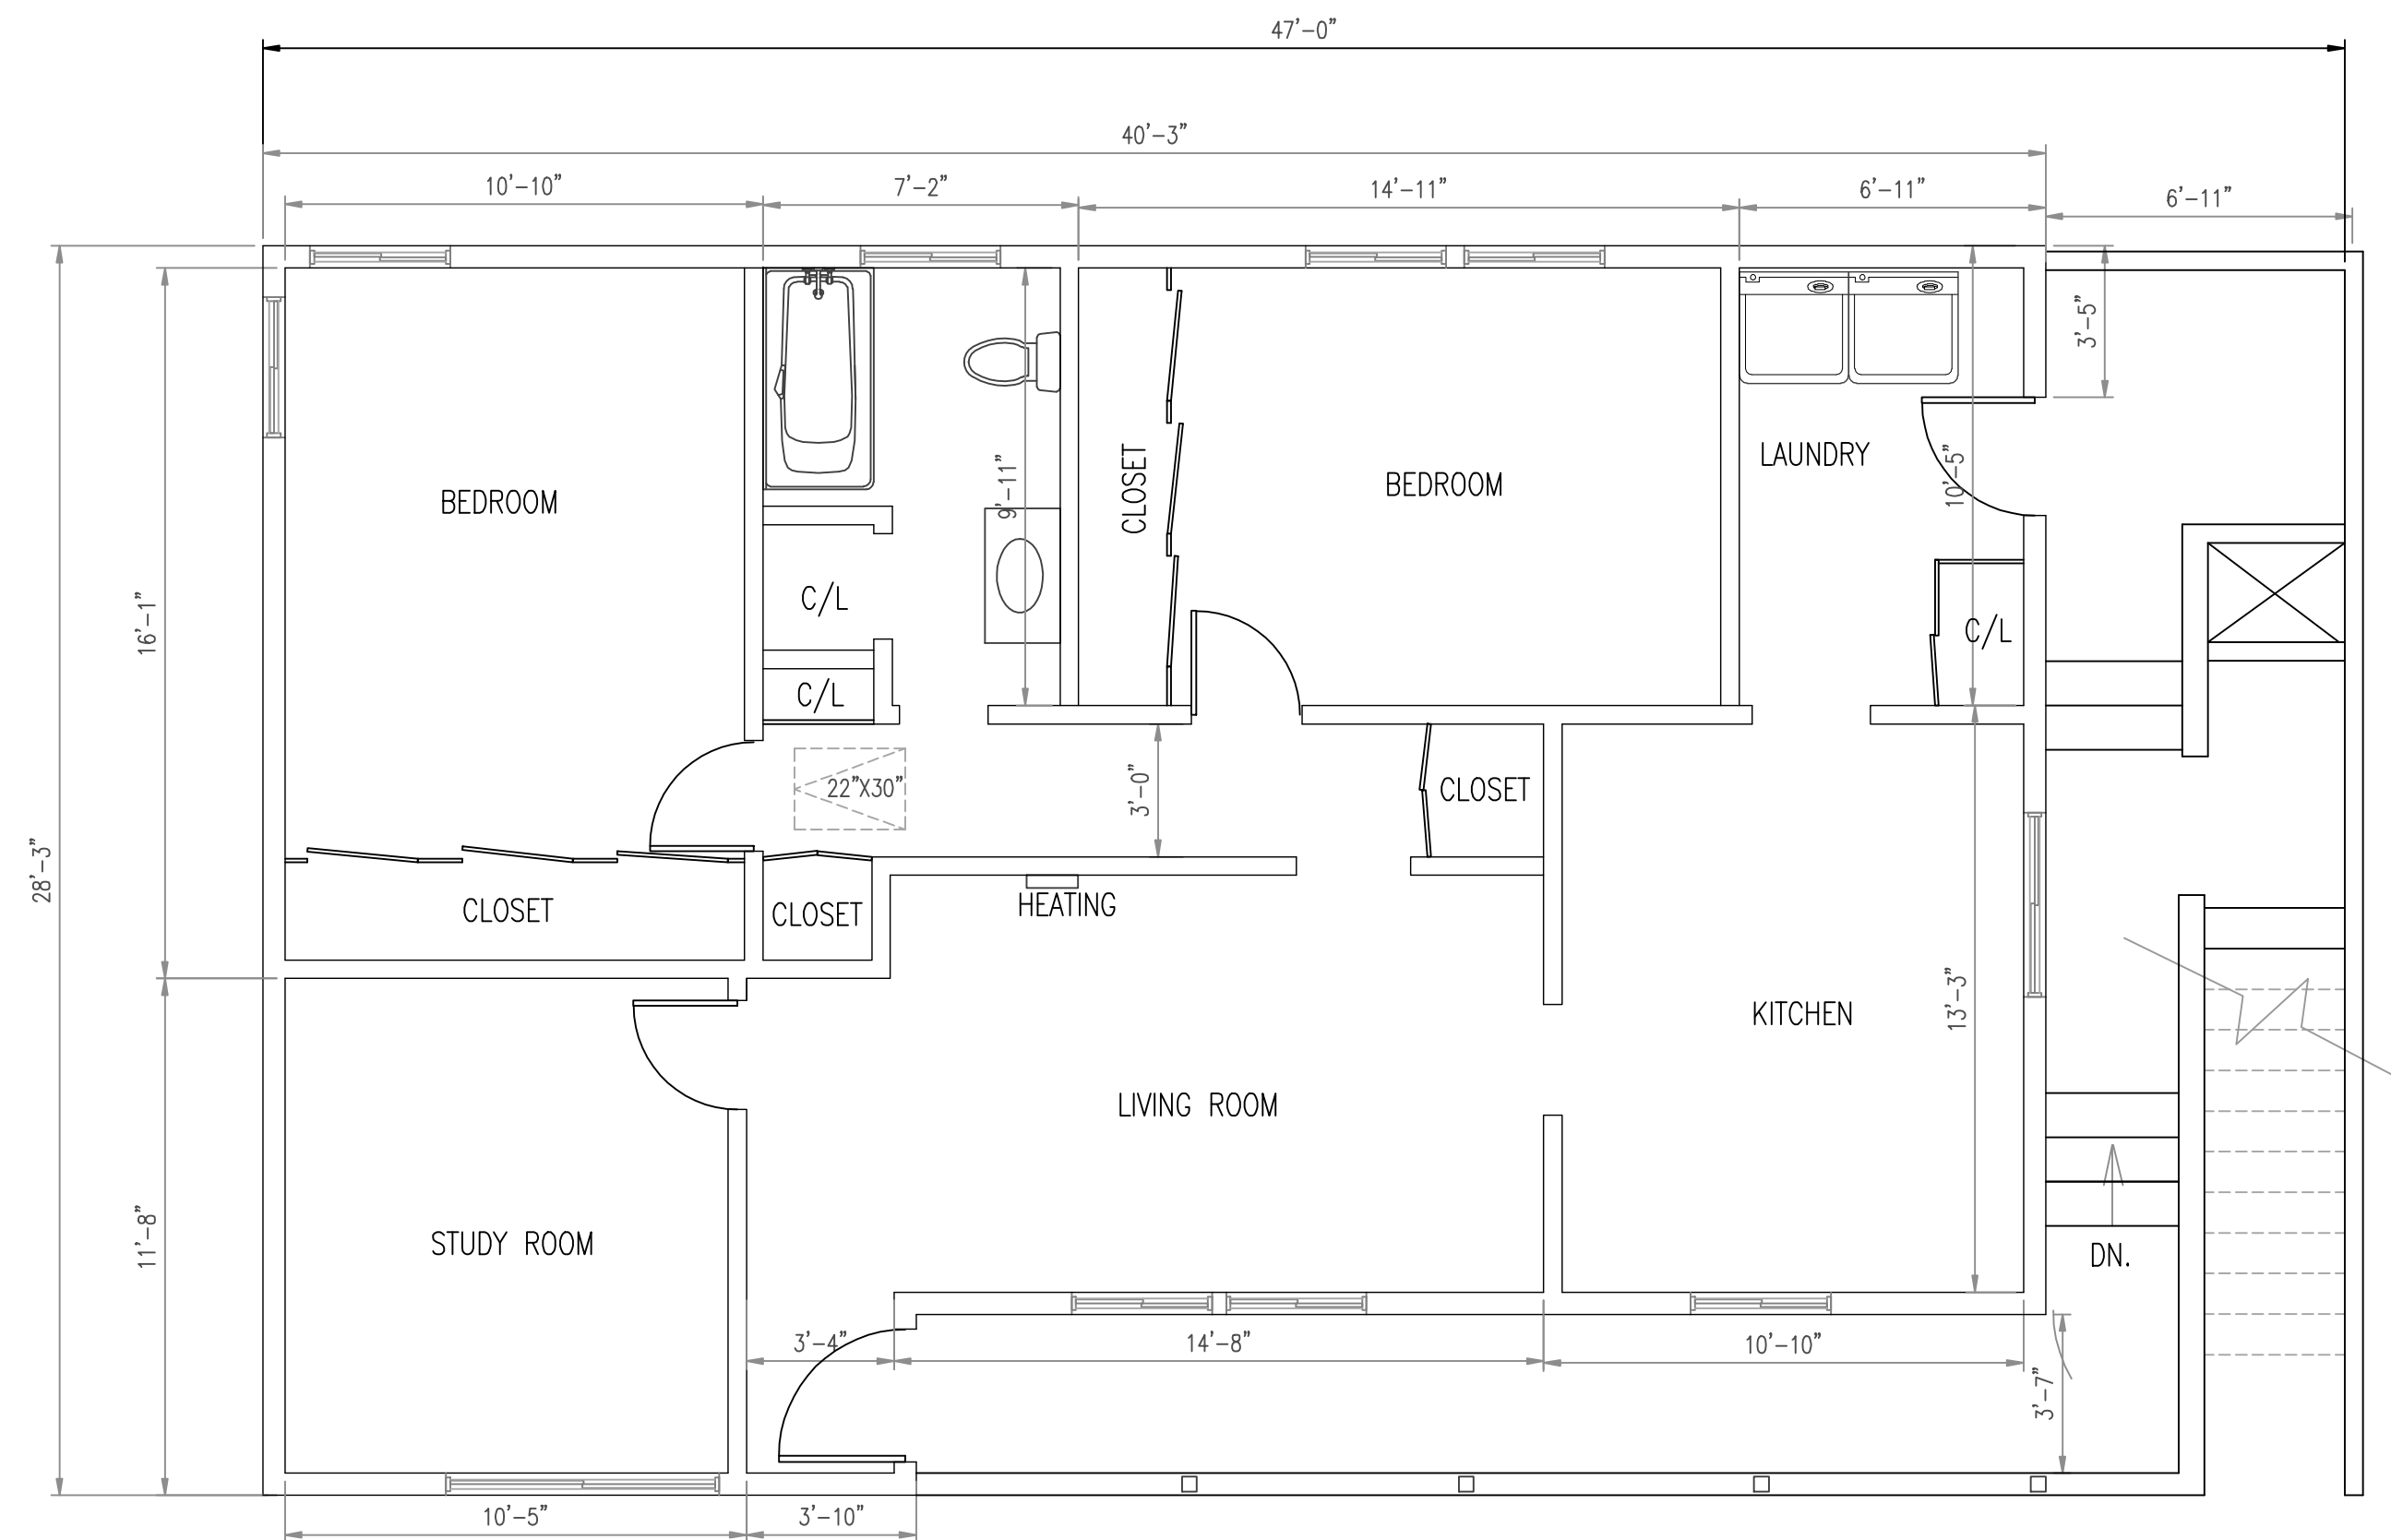 47'-0"
40'-3"
10'-10"
7'-2"
14'-11"
6'-11"
6'-11"
3'-5"
LAUNDRY
CLOSET
BEDROOM
BEDROOM
9'-11"
10'-5"
16'-1"
C/L
C/L
C/L
22"X30"
3'-0"
CLOSET
28'-3"
CLOSET
CLOSET
HEATING
KITCHEN
13'-3"
LIVING ROOM
11'-8"
STUDY ROOM
DN.
3'-4"
14'-8"
10'-10"
3'-7"
10'-5"
3'-10"